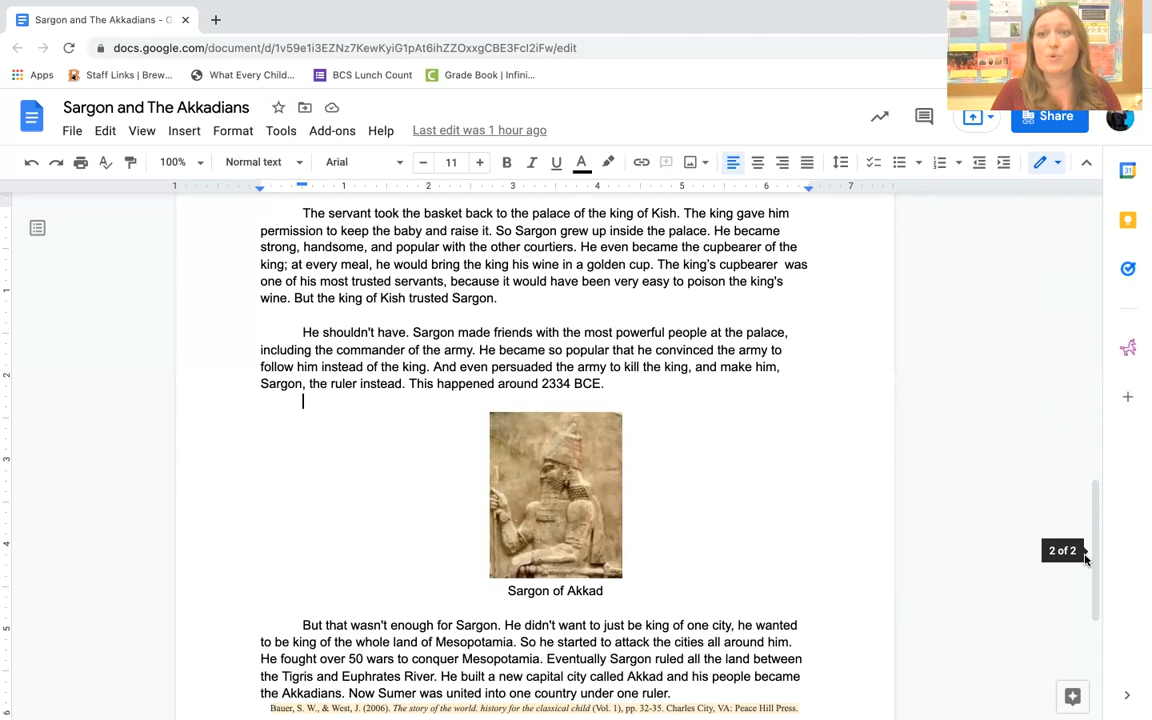 Sargon and The Akkadians - G
docs.google.com/document/d/1v59e1i3EZNz7KewKyiG1pAt6ihZZOxxgCBE3FcI2iFw/edit
Apps Staff Links | Brew... What Every Child... BCS Lunch Count Grade Book | Infini...
Sargon and The Akkadians
File Edit View Insert Format Tools Add-ons Help Last edit was 1 hour ago
Share
100% Normal text Arial 11
1 1 2 3 4 5 6 7
The servant took the basket back to the palace of the king of Kish. The king gave him
permission to keep the baby and raise it. So Sargon grew up inside the palace. He became
strong, handsome, and popular with the other courtiers. He even became the cupbearer of the
king; at every meal, he would bring the king his wine in a golden cup. The king's cupbearer was
one of his most trusted servants, because it would have been very easy to poison the king's
wine. But the king of Kish trusted Sargon.
He shouldn't have. Sargon made friends with the most powerful people at the palace,
including the commander of the army. He became so popular that he convinced the army to
follow him instead of the king. And even persuaded the army to kill the king, and make him,
Sargon, the ruler instead. This happened around 2334 BCE.
2 of 2
Sargon of Akkad
But that wasn't enough for Sargon. He didn't want to just be king of one city, he wanted
to be king of the whole land of Mesopotamia. So he started to attack the cities all around him.
He fought over 50 wars to conquer Mesopotamia. Eventually Sargon ruled all the land between
the Tigris and Euphrates River. He built a new capital city called Akkad and his people became
the Akkadians. Now Sumer was united into one country under one ruler.
Bauer, S. W., & West, J. (2006). The story of the world. history for the classical child (Vol. 1), pp. 32-35. Charles City, VA: Peace Hill Press.